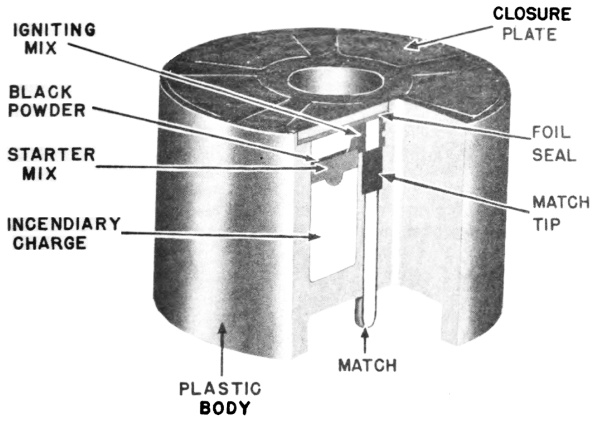 IGNITING
MIX
CLOSURE
PLATE
BLACK
POWDER
STARTER
MIX
FOIL
SEAL
MATCH
TIP
INCENDIARY
CHARGE
MATCH
PLASTIC
BODY